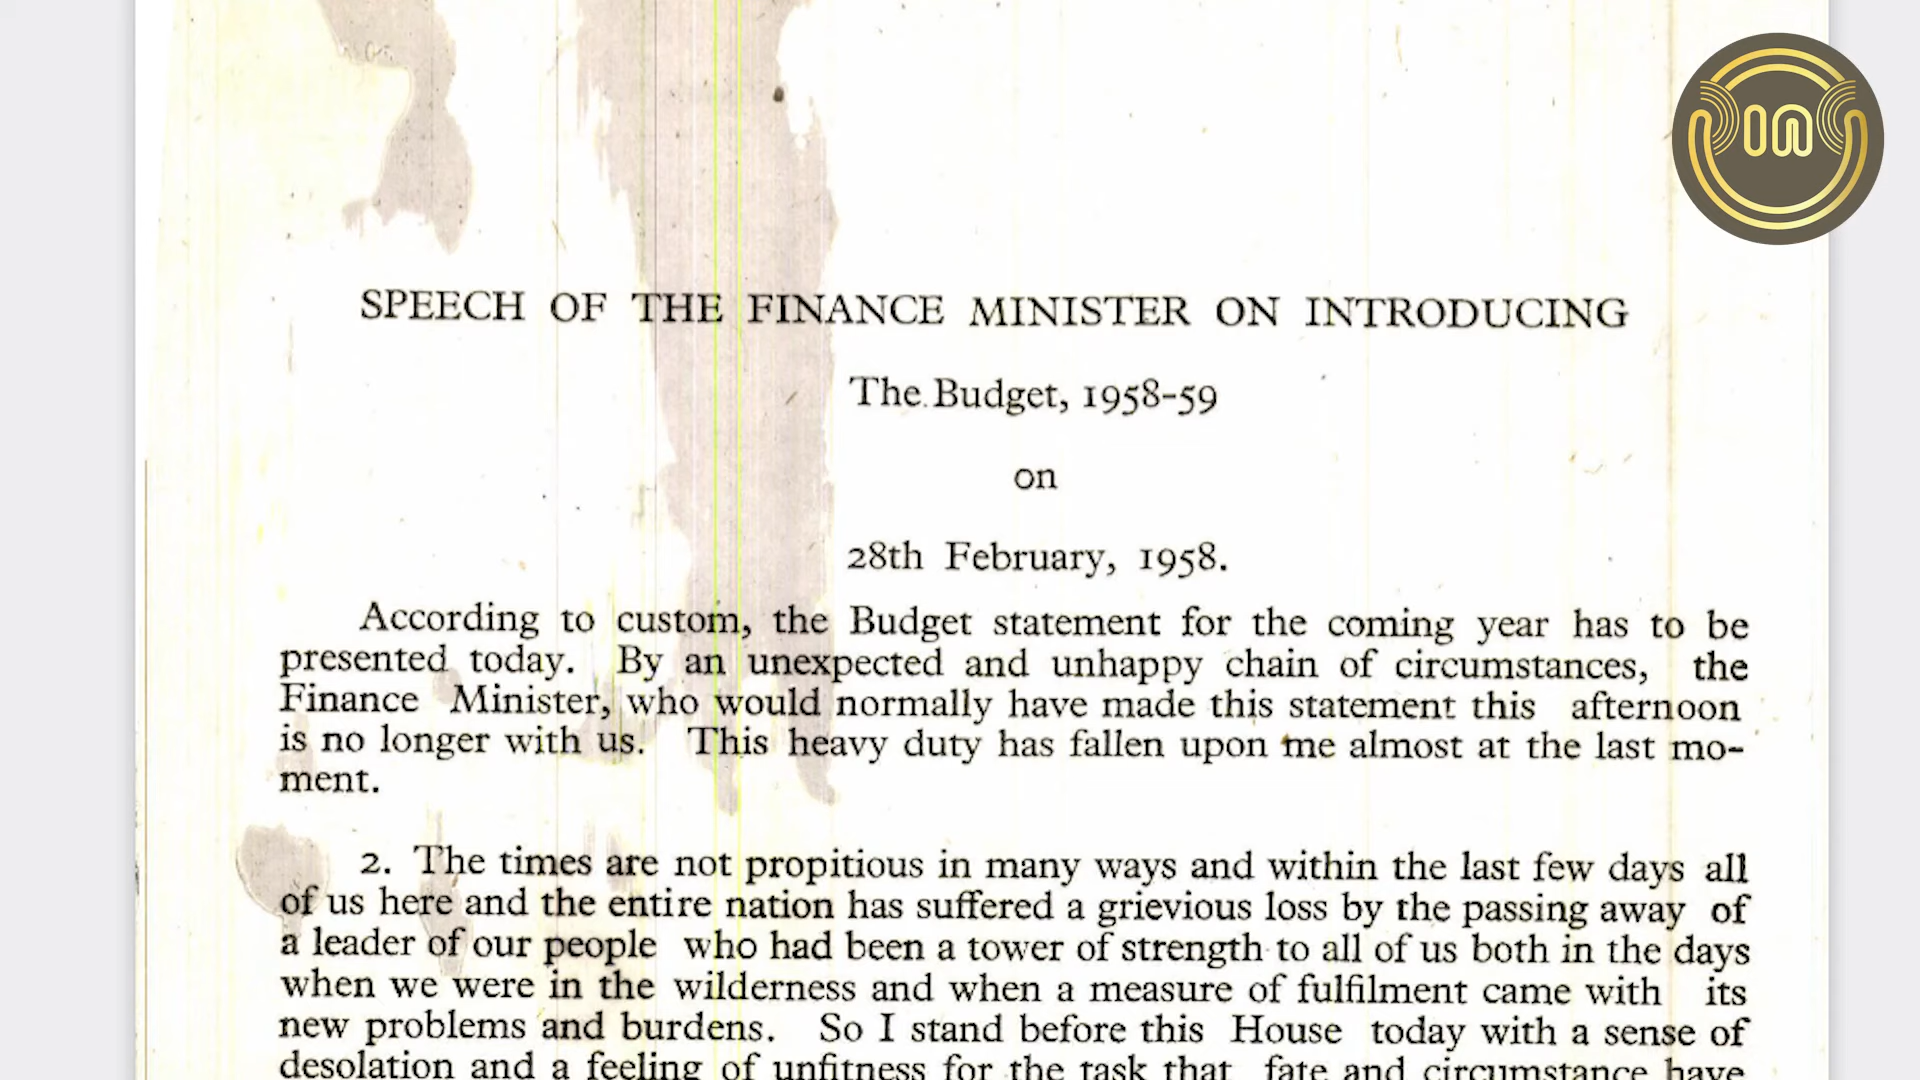 SPEECH OF THE FINANCE MINISTER ON INTRODUCING
The Budget, 1958-59
on
28th February, 1958.
According to custom, the Budget statement for the coming year has to be
presented today. By an unexpected and unhappy chain of circumstances, the
Finance Minister, who would normally have made this statement this afternoon
is no longer with us. This heavy duty has fallen upon me almost at the last mo-
ment.
2. The times are not propitious in many ways and within the last few days all
of us here and the entire nation has suffered a grievious loss by the passing away of
a leader of our people who had been a tower of strength to all of us both in the days
when we were in the wilderness and when a measure of fulfilment came with its
new problems and burdens. So I stand before this House today with a sense of
desolation and a feeling of unfitness for the task that fate and circumstance have